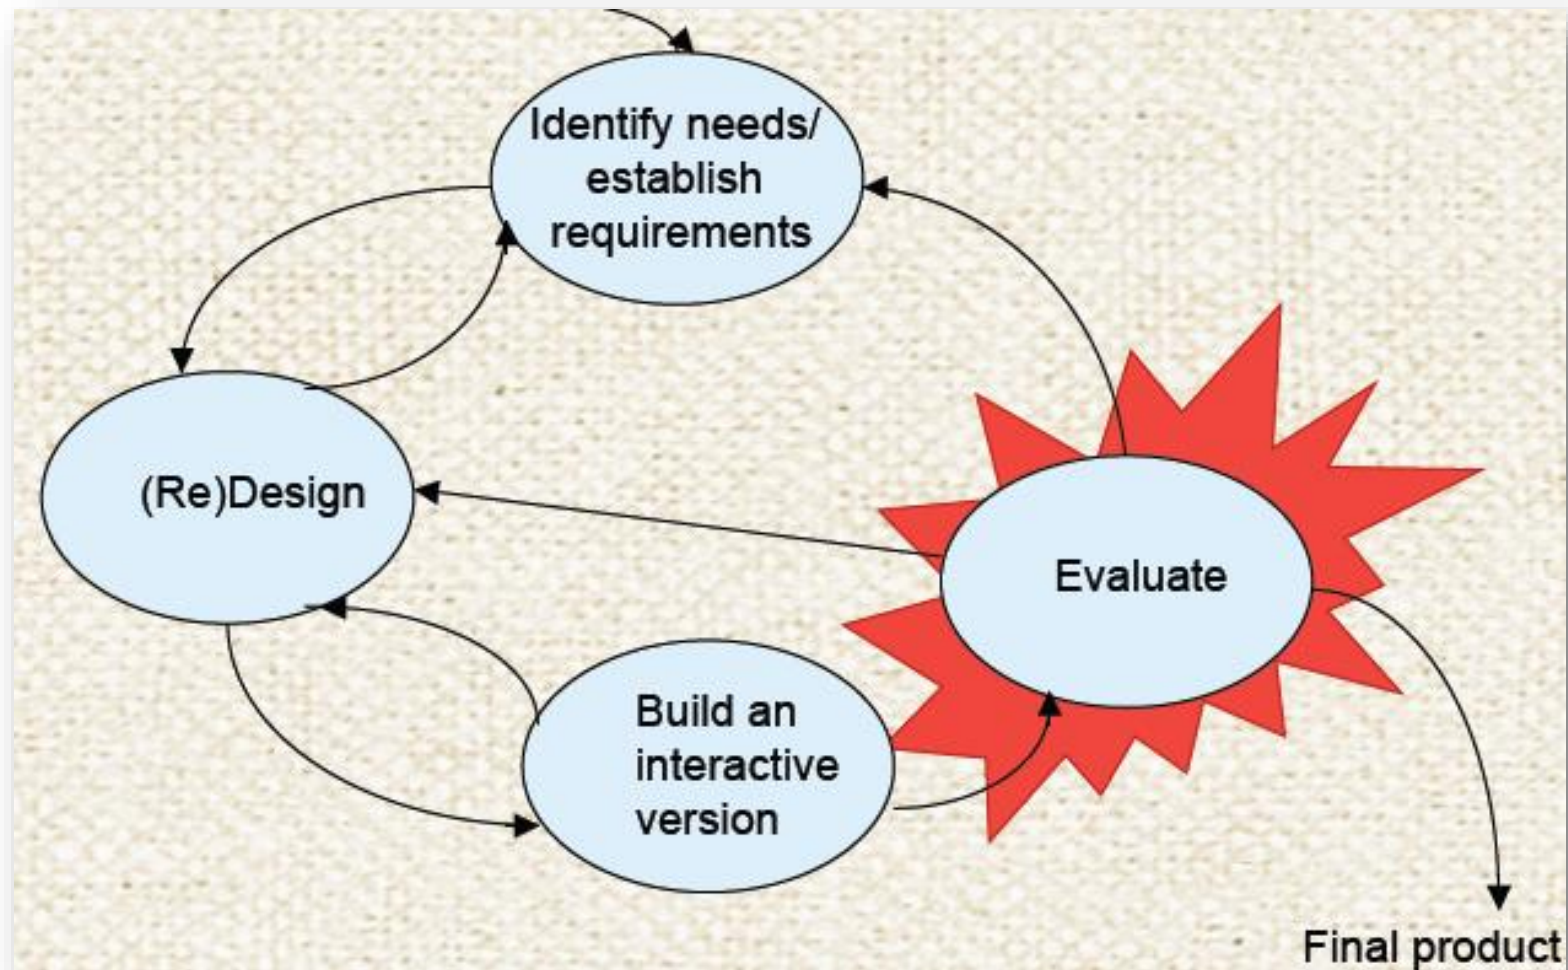 Identify needs/
establish
requirements
(Re)Design
Evaluate
Build an
interactive
version
Final product